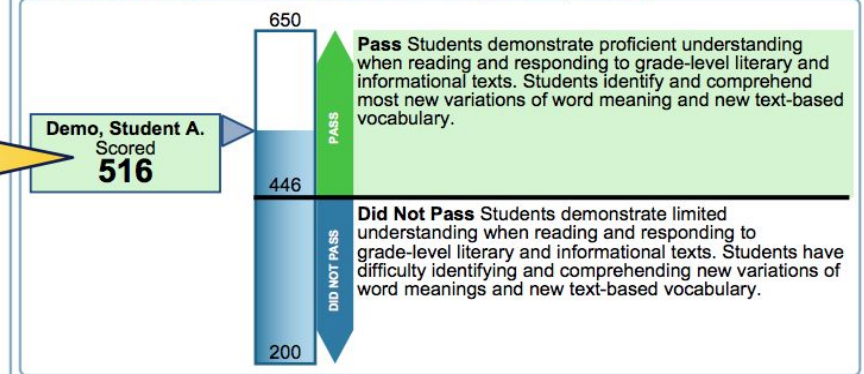 650
Pass Students demonstrate proficient understanding
when reading and responding to grade-level literary and
informational texts. Students identify and comprehend
most new variations of word meaning and new text-based
vocabulary.
PASS
Demo, Student A.
Scored
516
446
Did Not Pass Students demonstrate limited
understanding when reading and responding to
grade-level literary and informational texts. Students have
difficulty identifying and comprehending new variations of
word meanings and new text-based vocabulary.
DID NOT PASS
200